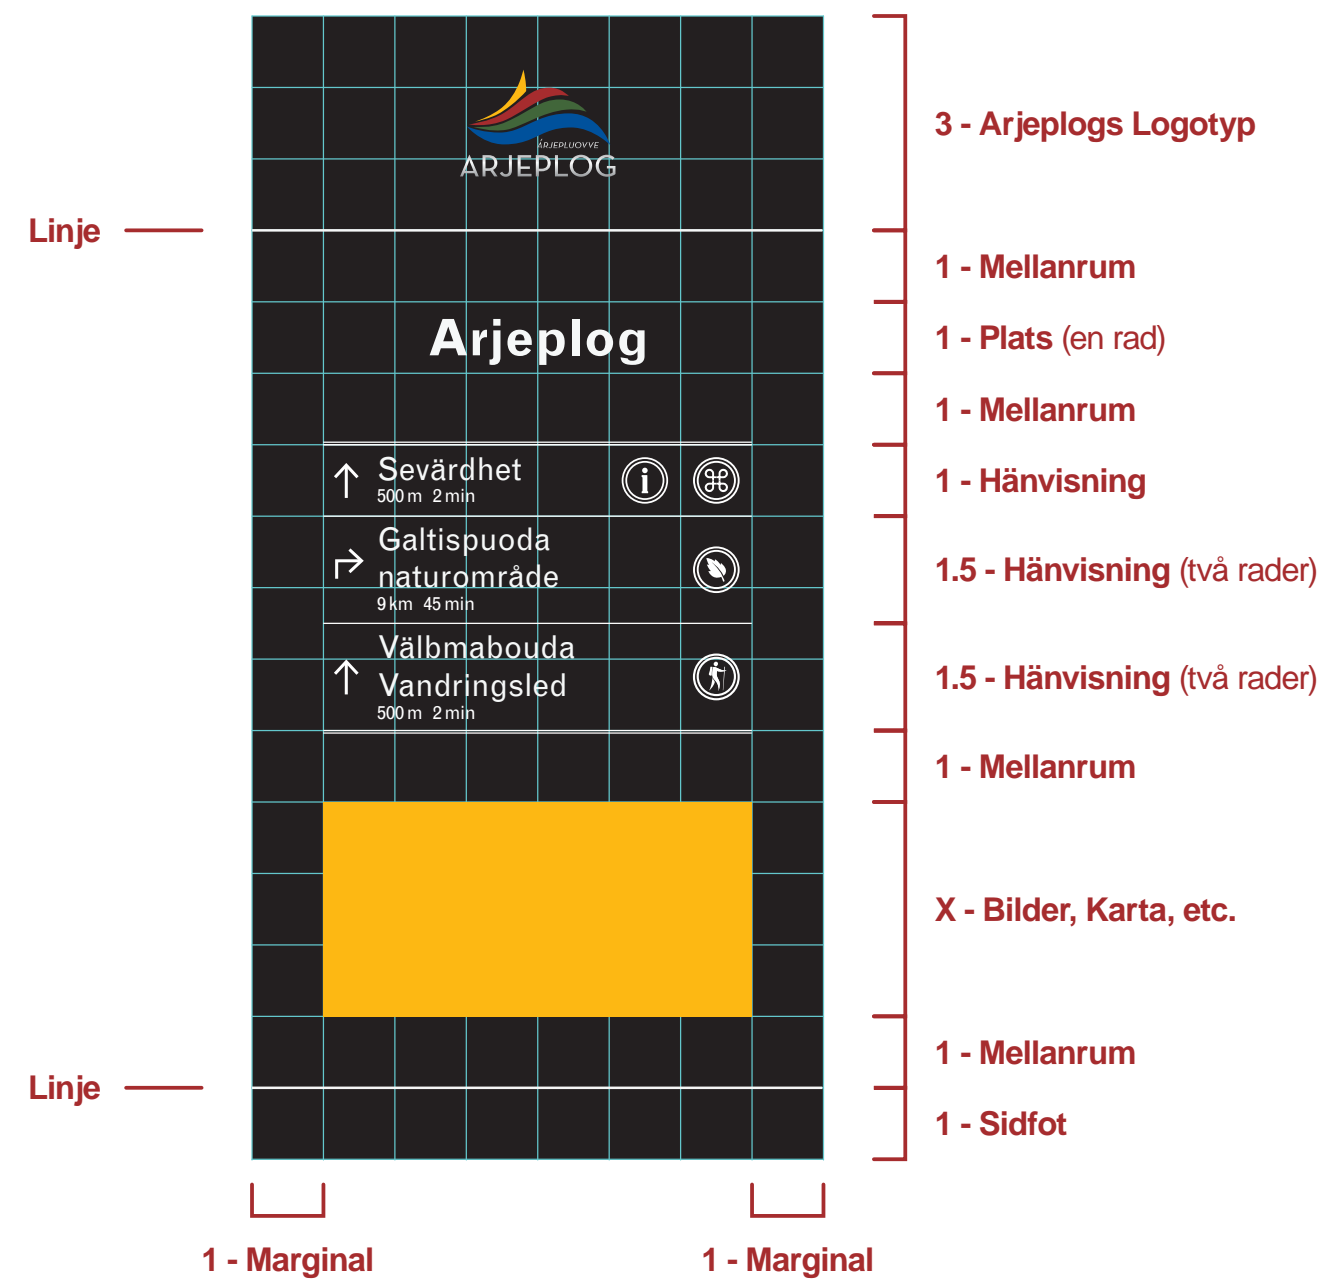 ÁRJEPLUOVVE
ARJEPLOG
3 - Arjeplogs Logotyp
Linje
1 - Mellanrum
Arjeplog
1 - Plats (en rad)
1 - Mellanrum
Sevärdhet
500 m 2 min
i
1 - Hänvisning
Galtispuoda
naturområde
9 km 45 min
1.5 - Hänvisning (två rader)
Välbmabouda
Vandringsled
500 m 2 min
1.5 - Hänvisning (två rader)
1 - Mellanrum
X - Bilder, Karta, etc.
1 - Mellanrum
Linje
1 - Sidfot
1 - Marginal
1 - Marginal